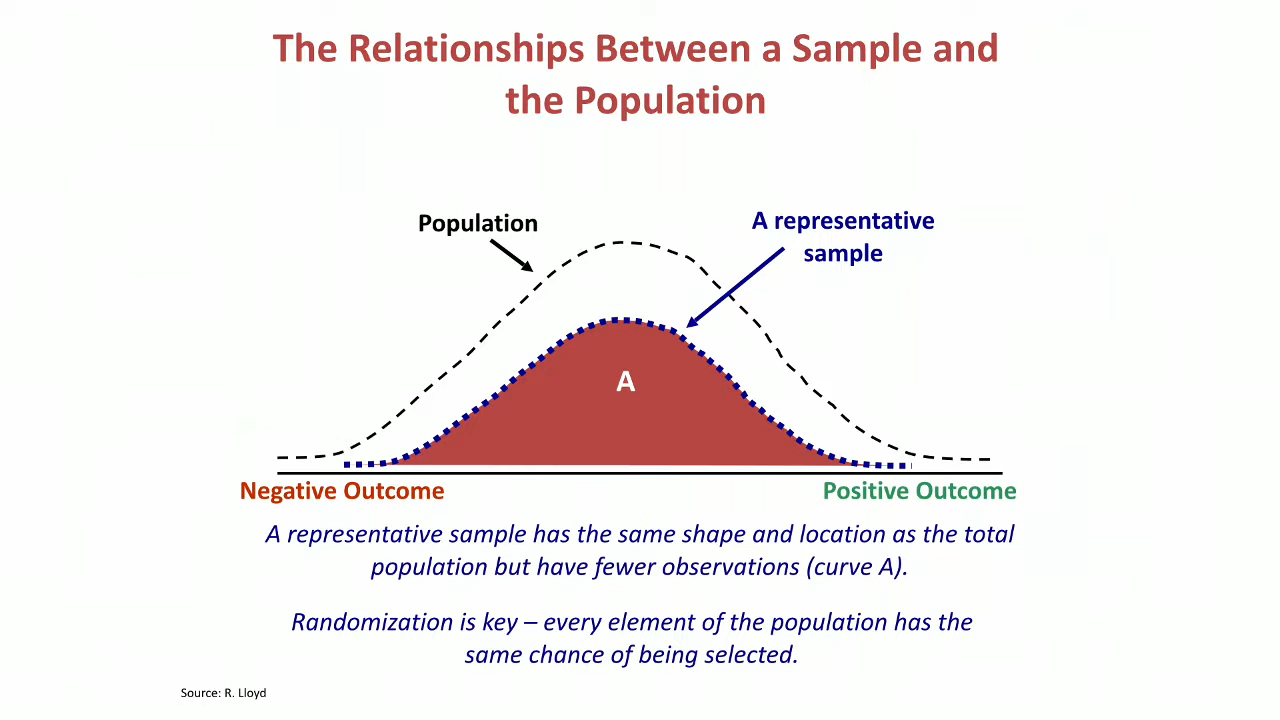 The Relationships Between a Sample and
the Population
Population
A representative
sample
A
Negative Outcome
Positive Outcome
A representative sample has the same shape and location as the total
population but have fewer observations (curve A).
Randomization is key – every element of the population has the
same chance of being selected.
Source: R. Lloyd